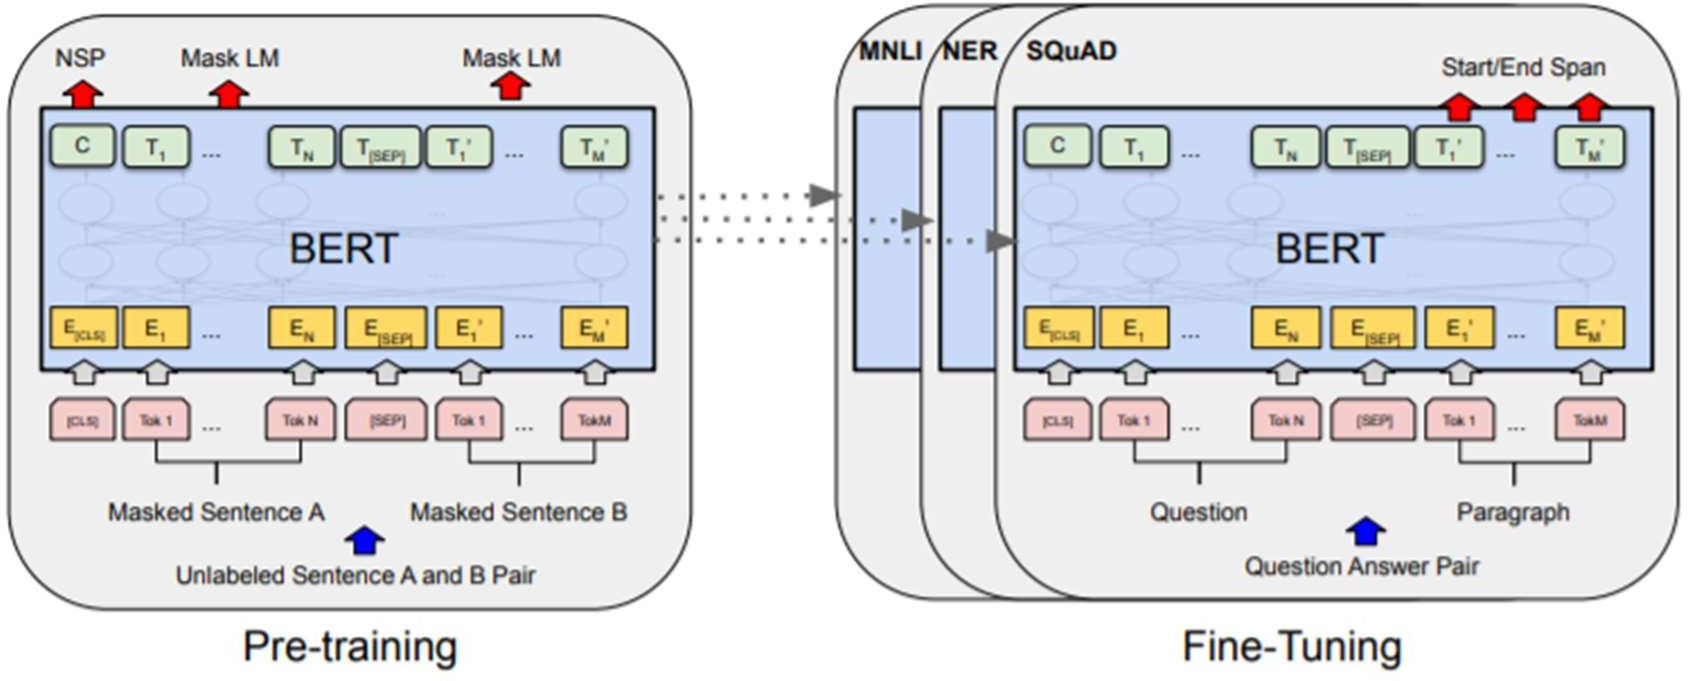 NSP Mask LM Mask LM
C T1 ... TN T[SEP] T1' ... TM'
...
BERT
...
E[CLS] E1 ... EN E[SEP] E1' ... EM'
[CLS] Tok 1 ... Tok N [SEP] Tok 1 ... TokM
Masked Sentence A Masked Sentence B
Unlabeled Sentence A and B Pair
Pre-training
MNLI NER SQuAD
Start/End Span
C T1 ... TN T[SEP] T1' ... TM'
...
BERT
...
E[CLS] E1 ... EN E[SEP] E1' ... EM'
[CLS] Tok 1 ... Tok N [SEP] Tok 1 ... TokM
Question Paragraph
Question Answer Pair
Fine-Tuning